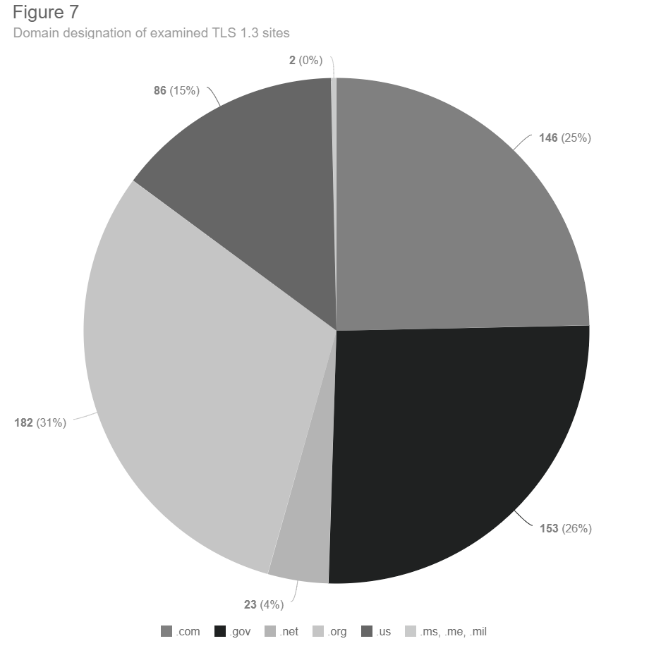 Figure 7
Domain designation of examined TLS 1.3 sites
2 (0%)
86 (15%)
146 (25%)
182 (31%)
153 (26%)
23 (4%)
.com .gov .net .org .us .ms, .me, .mil